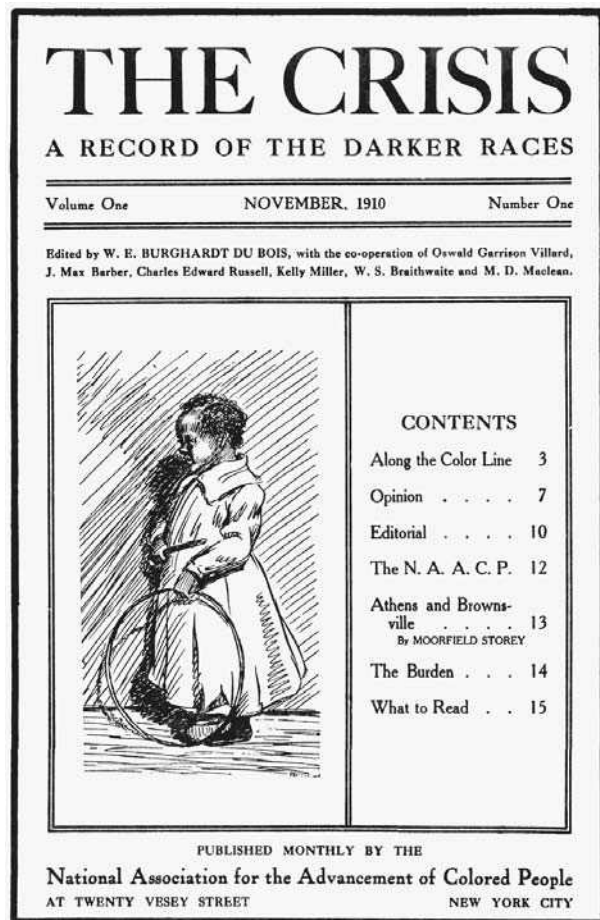 THE CRISIS
A RECORD OF THE DARKER RACES
Volume One NOVEMBER, 1910 Number One
Edited by W. E. BURGHARDT DU BOIS, with the co-operation of Oswald Garrison Villard,
J. Max Barber, Charles Edward Russell, Kelly Miller, W. S. Braithwaite and M. D. Maclean.
CONTENTS
Along the Color Line 3
Opinion . . . . 7
Editorial . . . . 10
The N. A. A. C. P. 12
Athens and Browns-
ville . . . . 13
By MOORFIELD STOREY
The Burden . . . 14
What to Read . . 15
PUBLISHED MONTHLY BY THE
National Association for the Advancement of Colored People
AT TWENTY VESEY STREET NEW YORK CITY